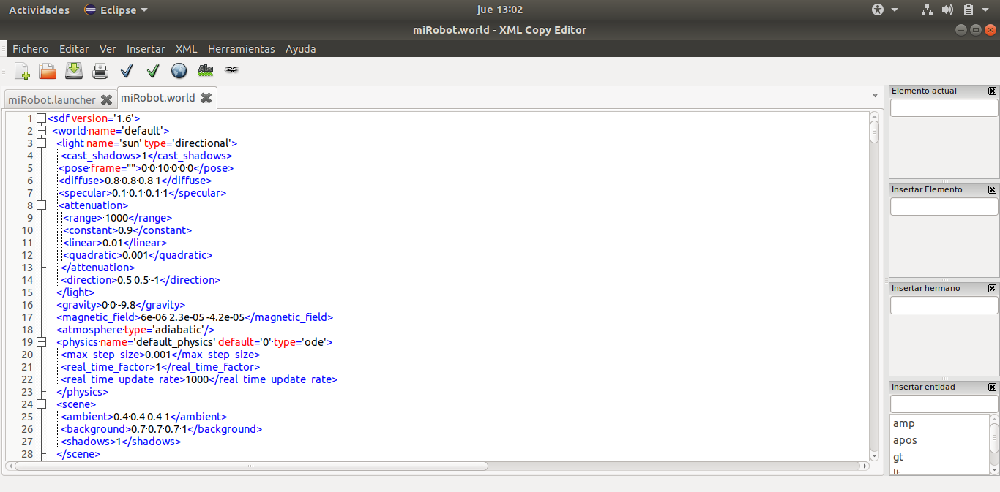 Actividades Eclipse jue 13:02
miRobot.world - XML Copy Editor
Fichero Editar Ver Insertar XML Herramientas Ayuda
Abc
miRobot.launcher miRobot.world
1 <sdf version='1.6'>
2 <world name='default'>
3 <light name='sun' type='directional'>
4 <cast_shadows>1</cast_shadows>
5 <pose frame="">0 0 10 0 0 0</pose>
6 <diffuse>0.8 0.8 0.8 1</diffuse>
7 <specular>0.1 0.1 0.1 1</specular>
8 <attenuation>
9 <range> 1000</range>
10 <constant>0.9</constant>
11 <linear>0.01</linear>
12 <quadratic>0.001</quadratic>
13 </attenuation>
14 <direction>0.5 0.5 -1</direction>
15 </light>
16 <gravity>0 0 -9.8</gravity>
17 <magnetic_field>6e-06 2.3e-05 -4.2e-05</magnetic_field>
18 <atmosphere type='adiabatic'/>
19 <physics name='default_physics' default='0' type='ode'>
20 <max_step_size>0.001</max_step_size>
21 <real_time_factor>1</real_time_factor>
22 <real_time_update_rate>1000</real_time_update_rate>
23 </physics>
24 <scene>
25 <ambient>0.4 0.4 0.4 1</ambient>
26 <background>0.7 0.7 0.7 1</background>
27 <shadows>1</shadows>
28 </scene>
Elemento actual
Insertar Elemento
Insertar hermano
Insertar entidad
amp
apos
gt
lt